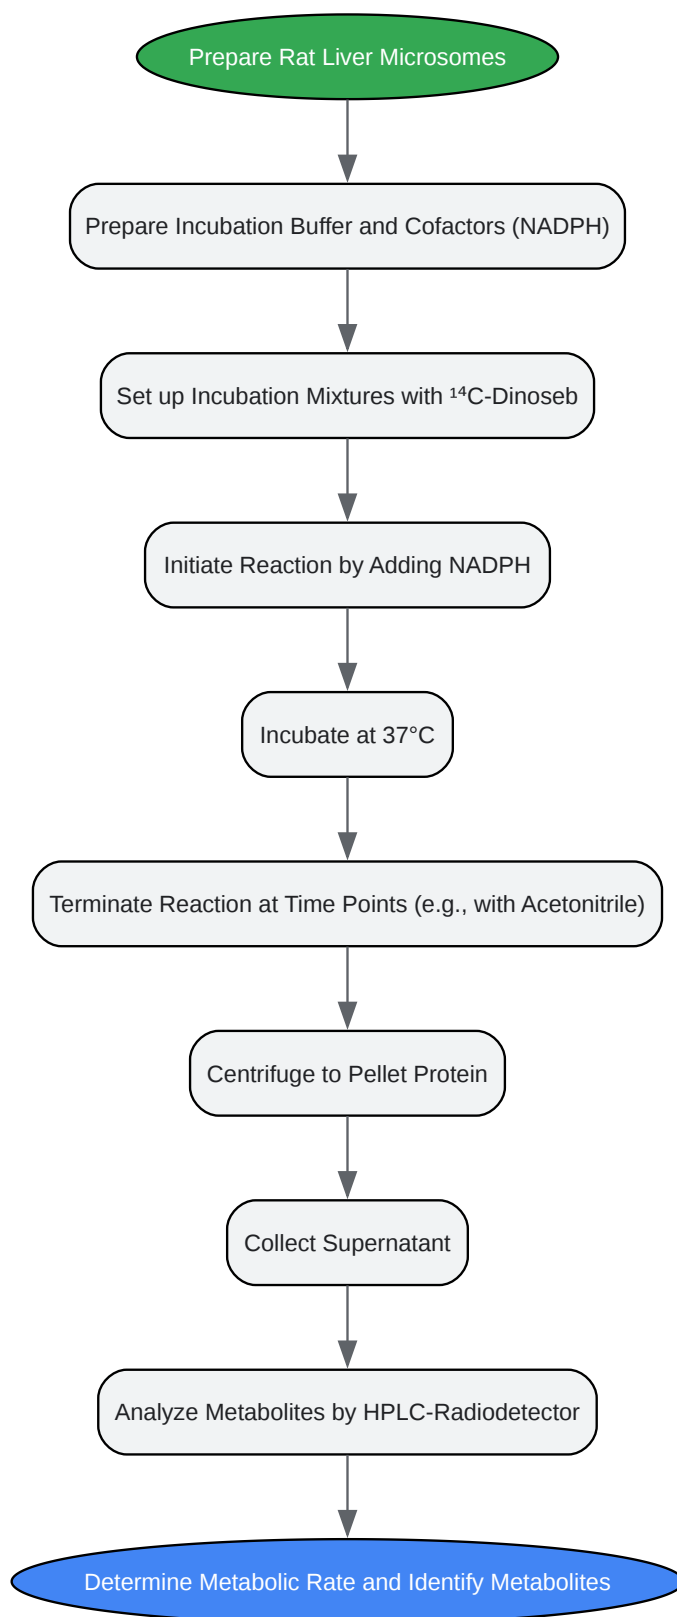 Prepare Rat Liver Microsomes
Prepare Incubation Buffer and Cofactors (NADPH)
Set up Incubation Mixtures with ¹⁴C-Dinoseb
Initiate Reaction by Adding NADPH
Incubate at 37°C
Terminate Reaction at Time Points (e.g., with Acetonitrile)
Centrifuge to Pellet Protein
Collect Supernatant
Analyze Metabolites by HPLC-Radiodetector
Determine Metabolic Rate and Identify Metabolites